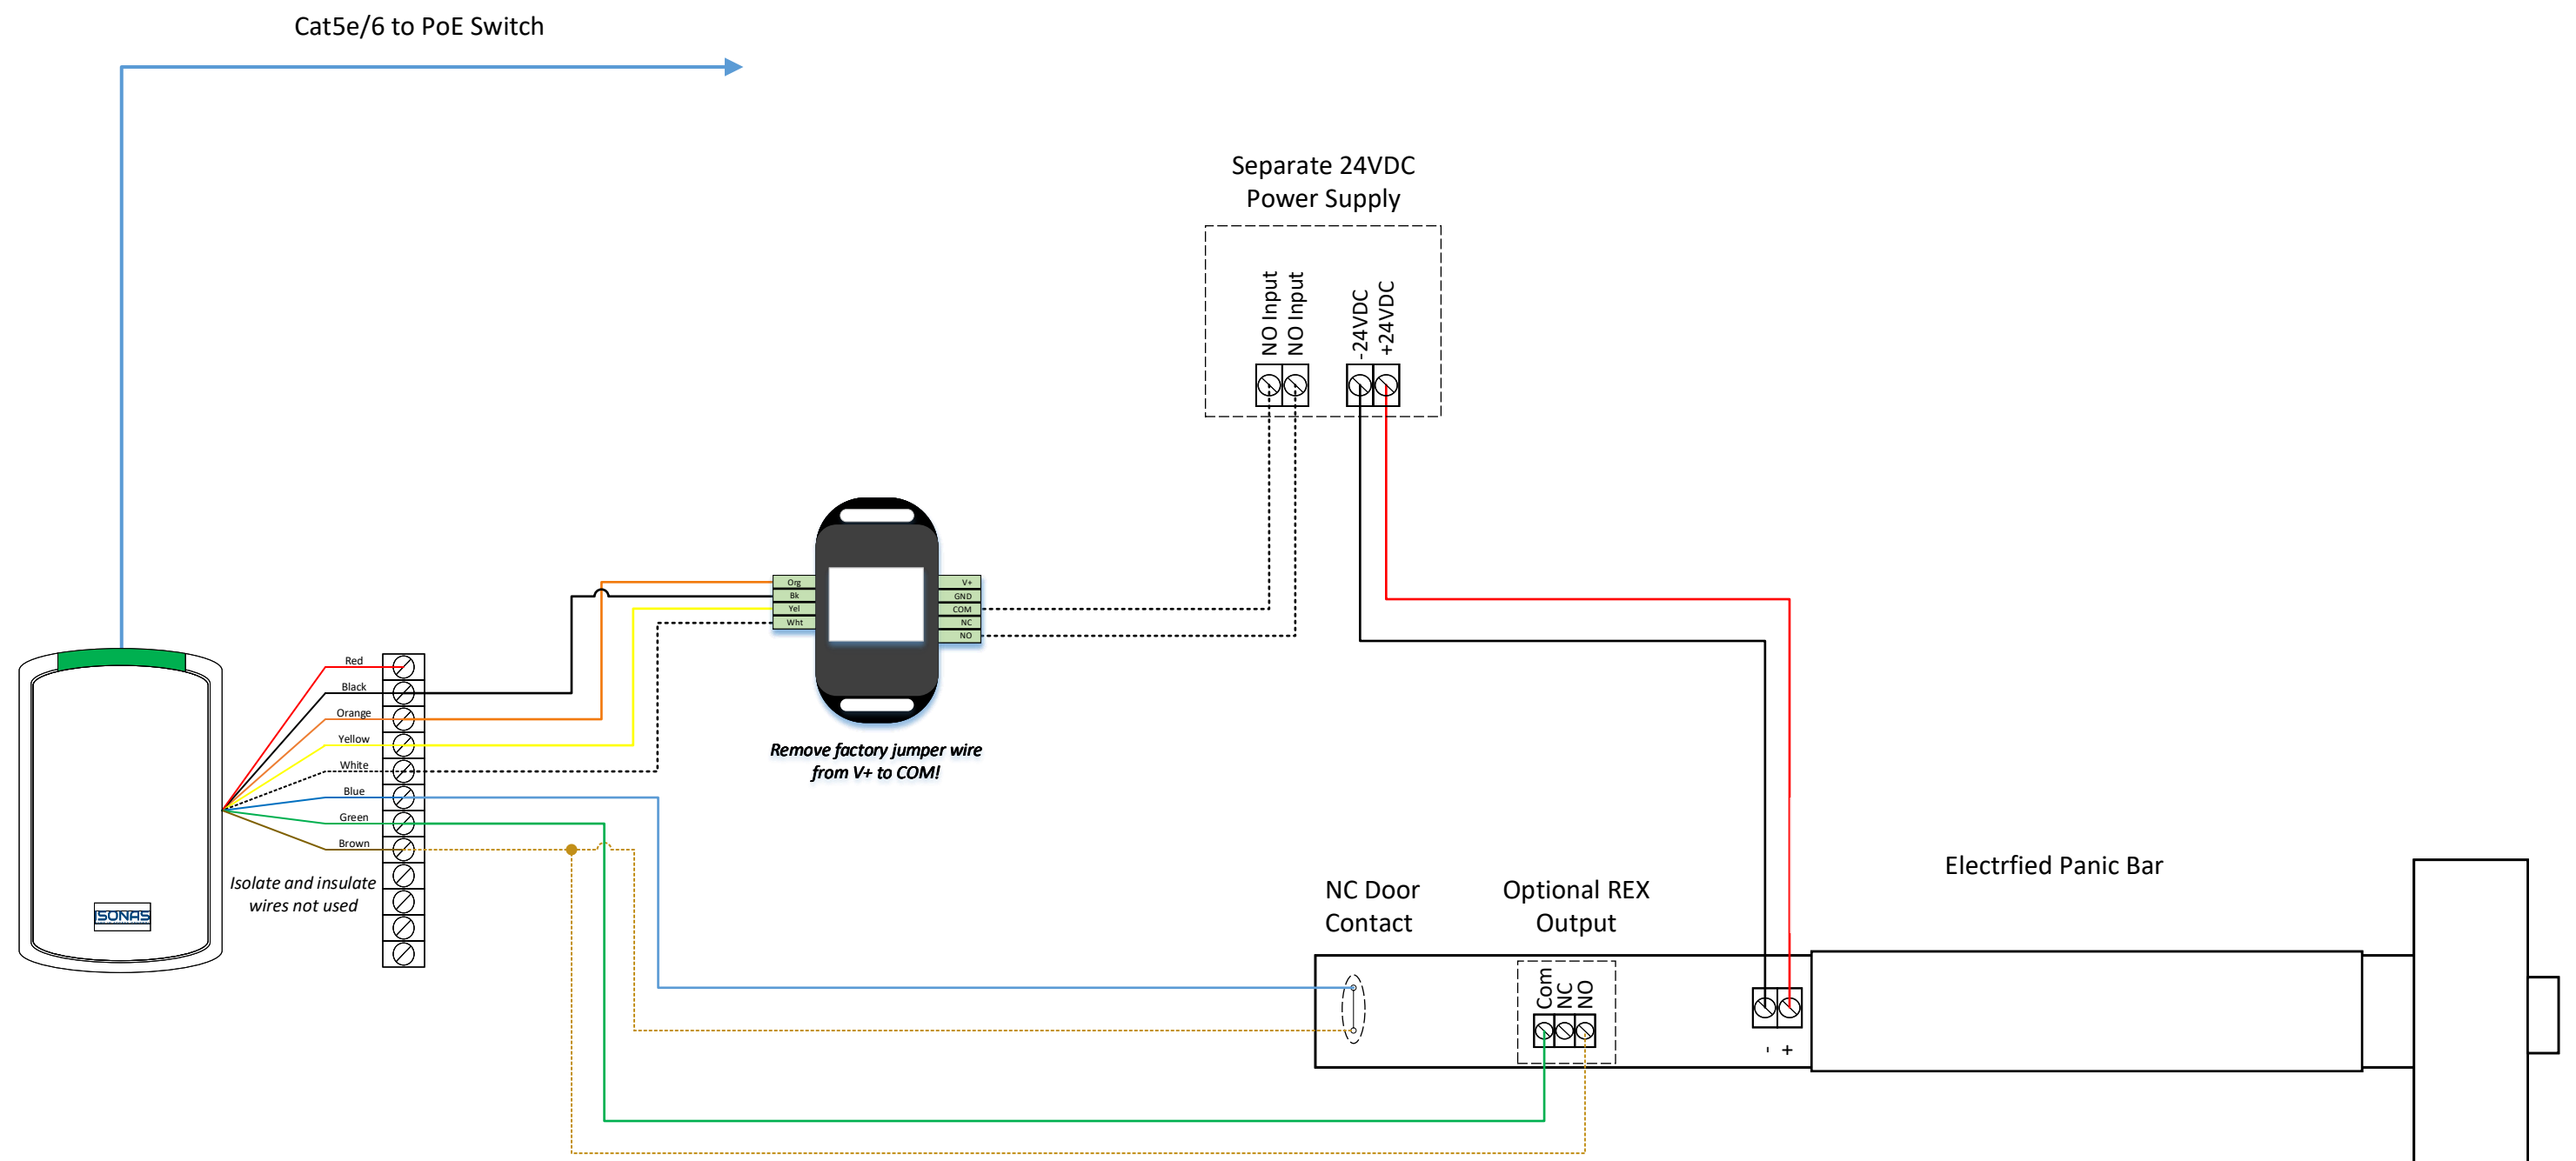 Cat5e/6 to PoE Switch
Separate 24VDC
Power Supply
NO Input
NO Input
-24VDC
+24VDC
Org
Bk
Yel
Wht
V+
GND
COM
NC
NO
Remove factory jumper wire
from V+ to COM!
Red
Black
Orange
Yellow
White
Blue
Green
Brown
Isolate and insulate
wires not used
ISONAS
NC Door
Contact
Optional REX
Output
Com
NC
NO
- +
Electrfied Panic Bar